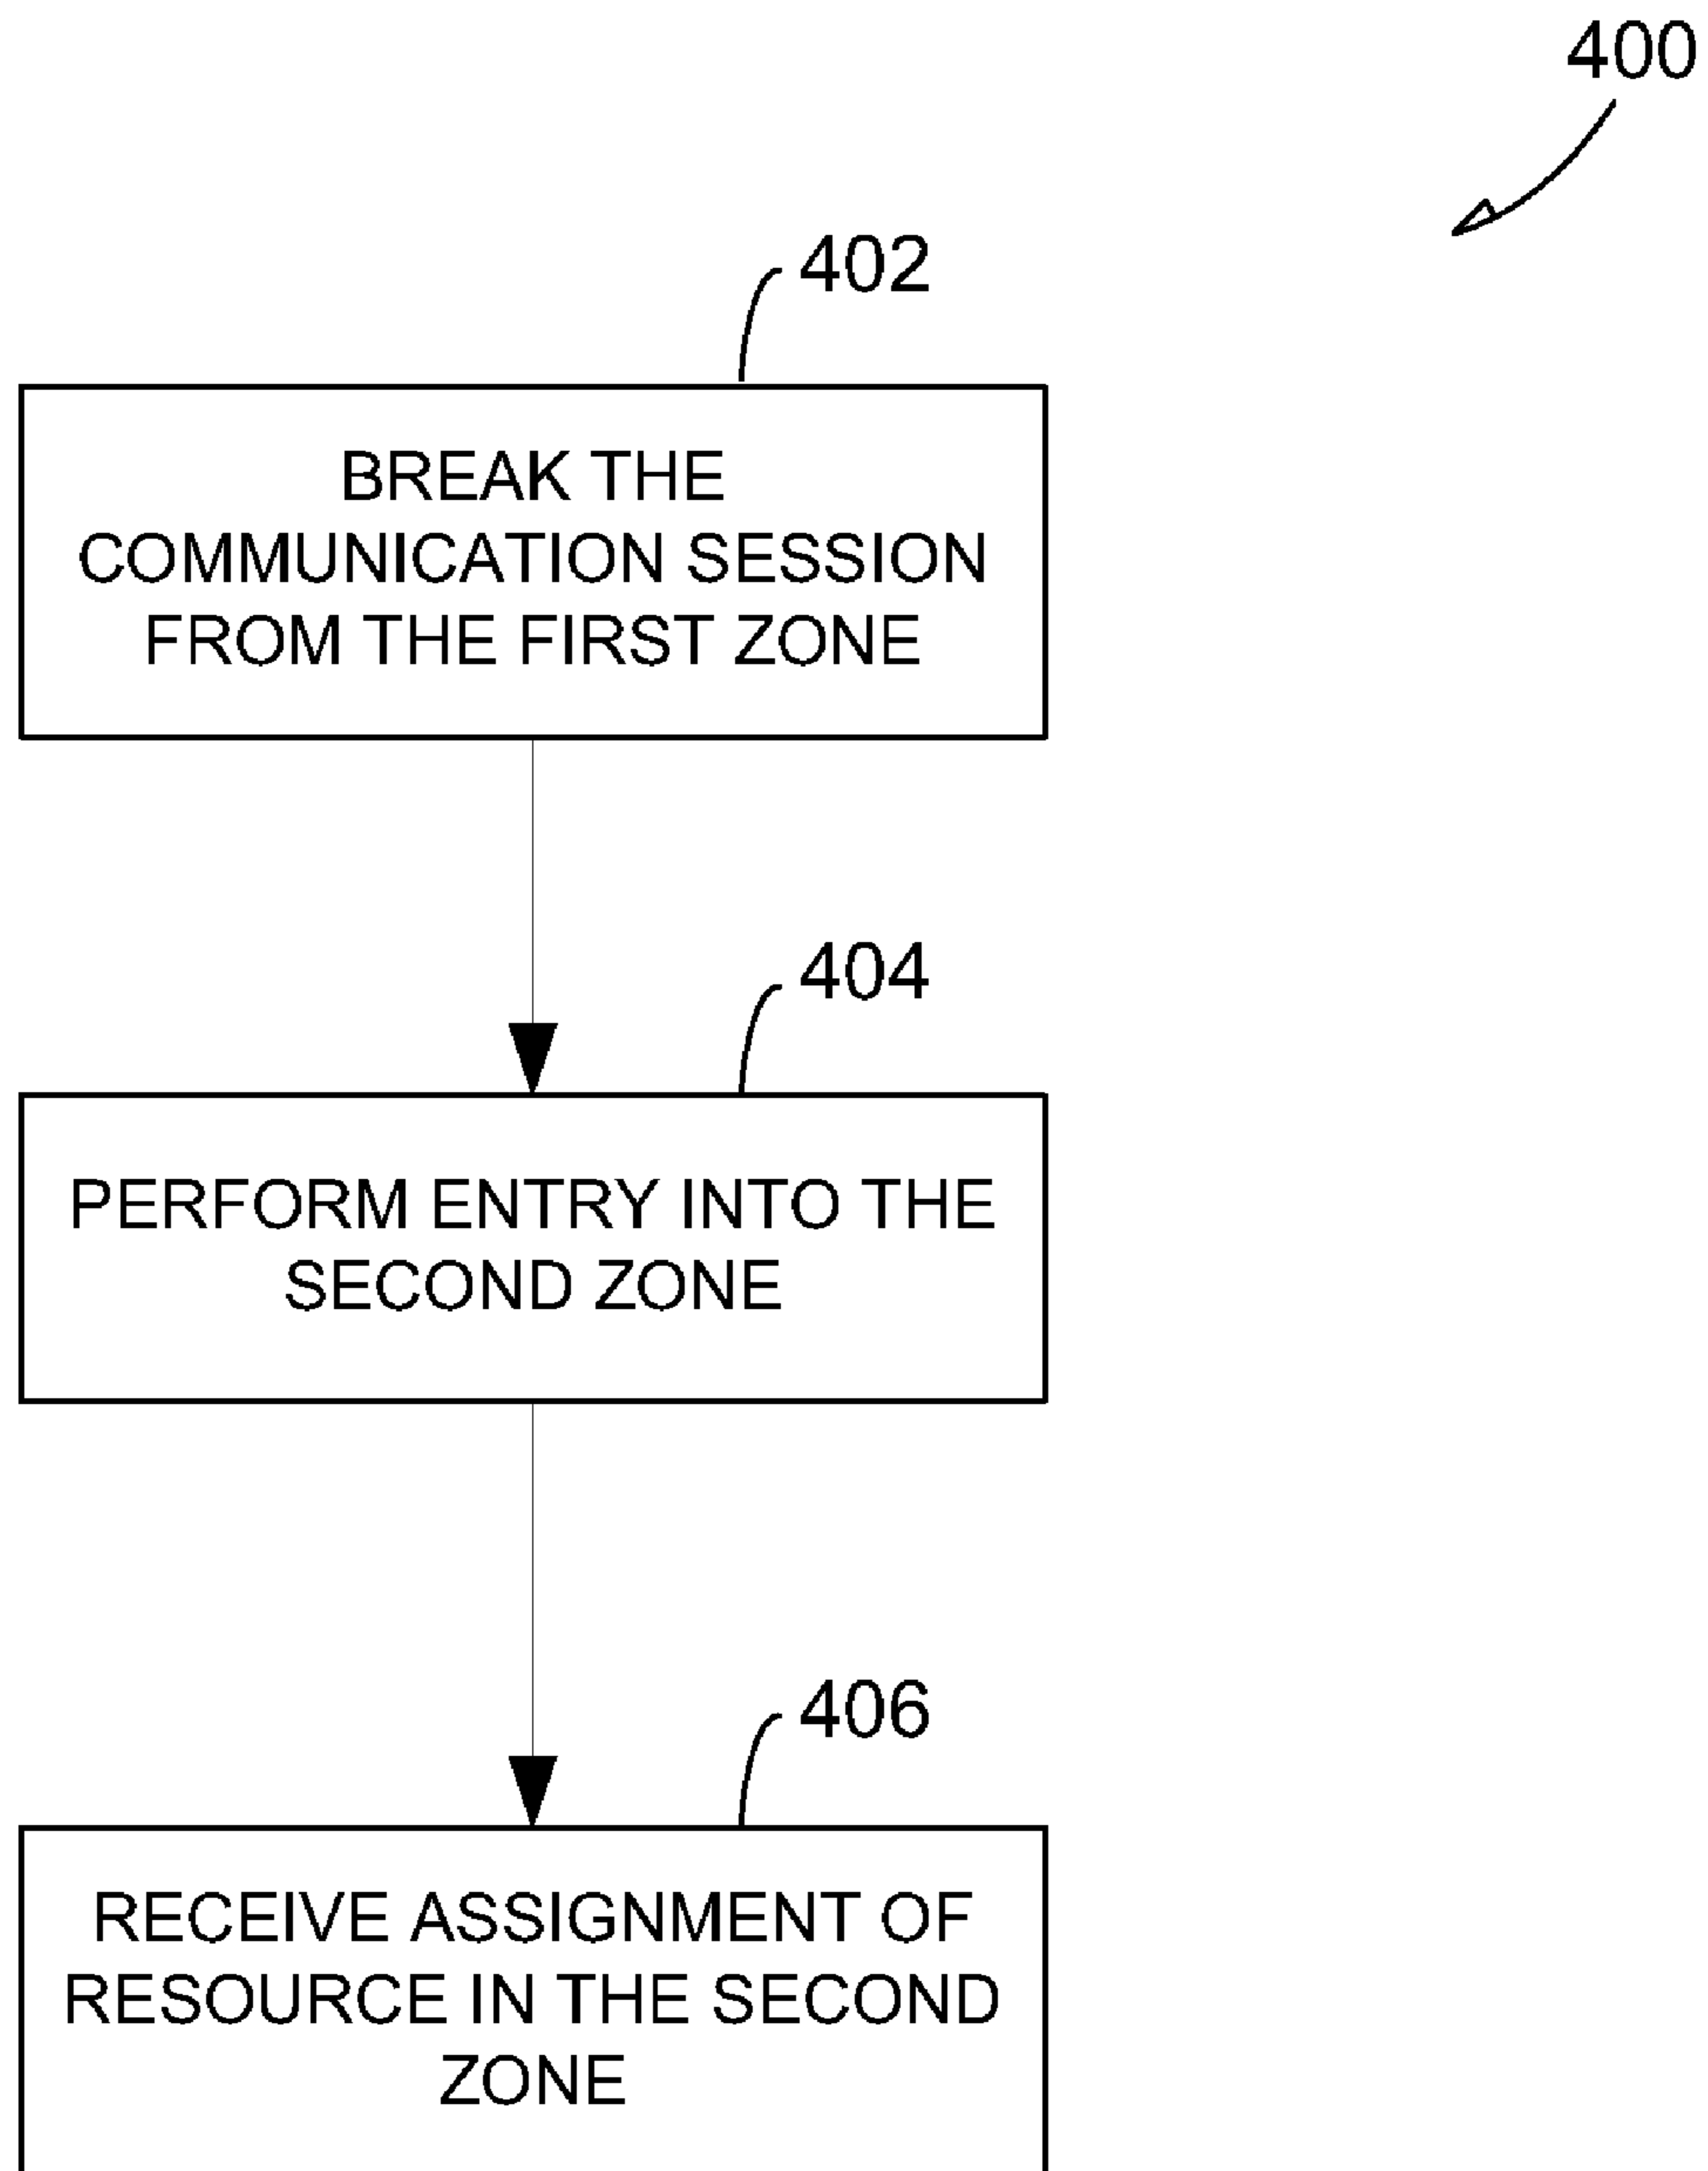 400
402
BREAK THE
COMMUNICATION SESSION
FROM THE FIRST ZONE
404
PERFORM ENTRY INTO THE
SECOND ZONE
406
RECEIVE ASSIGNMENT OF
RESOURCE IN THE SECOND
ZONE